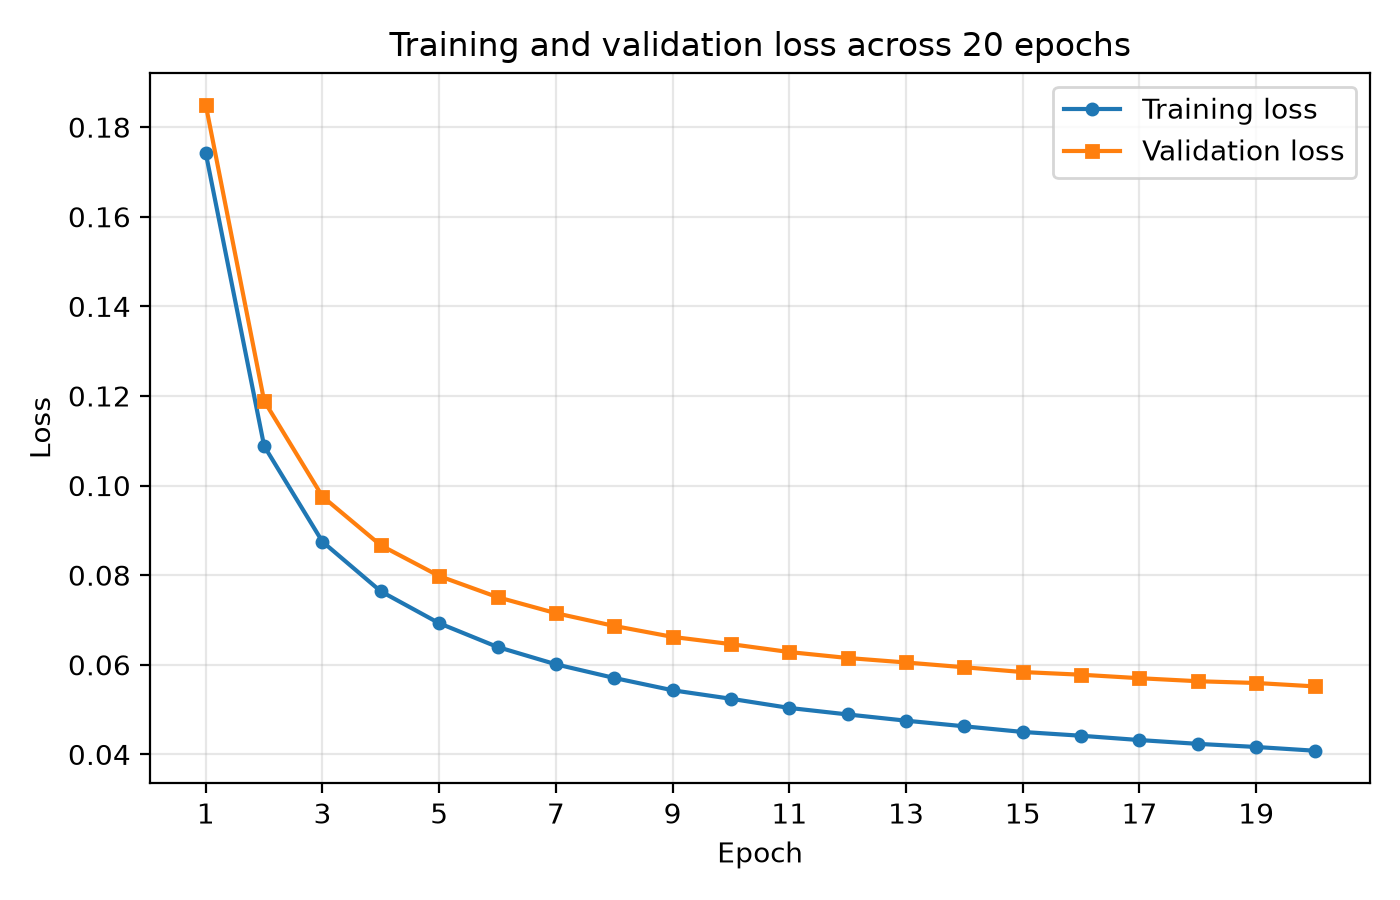 Training and validation loss across 20 epochs
Training loss
Validation loss
0.18
0.16
0.14
0.12
0.10
0.08
0.06
0.04
Loss
1 3 5 7 9 11 13 15 17 19
Epoch